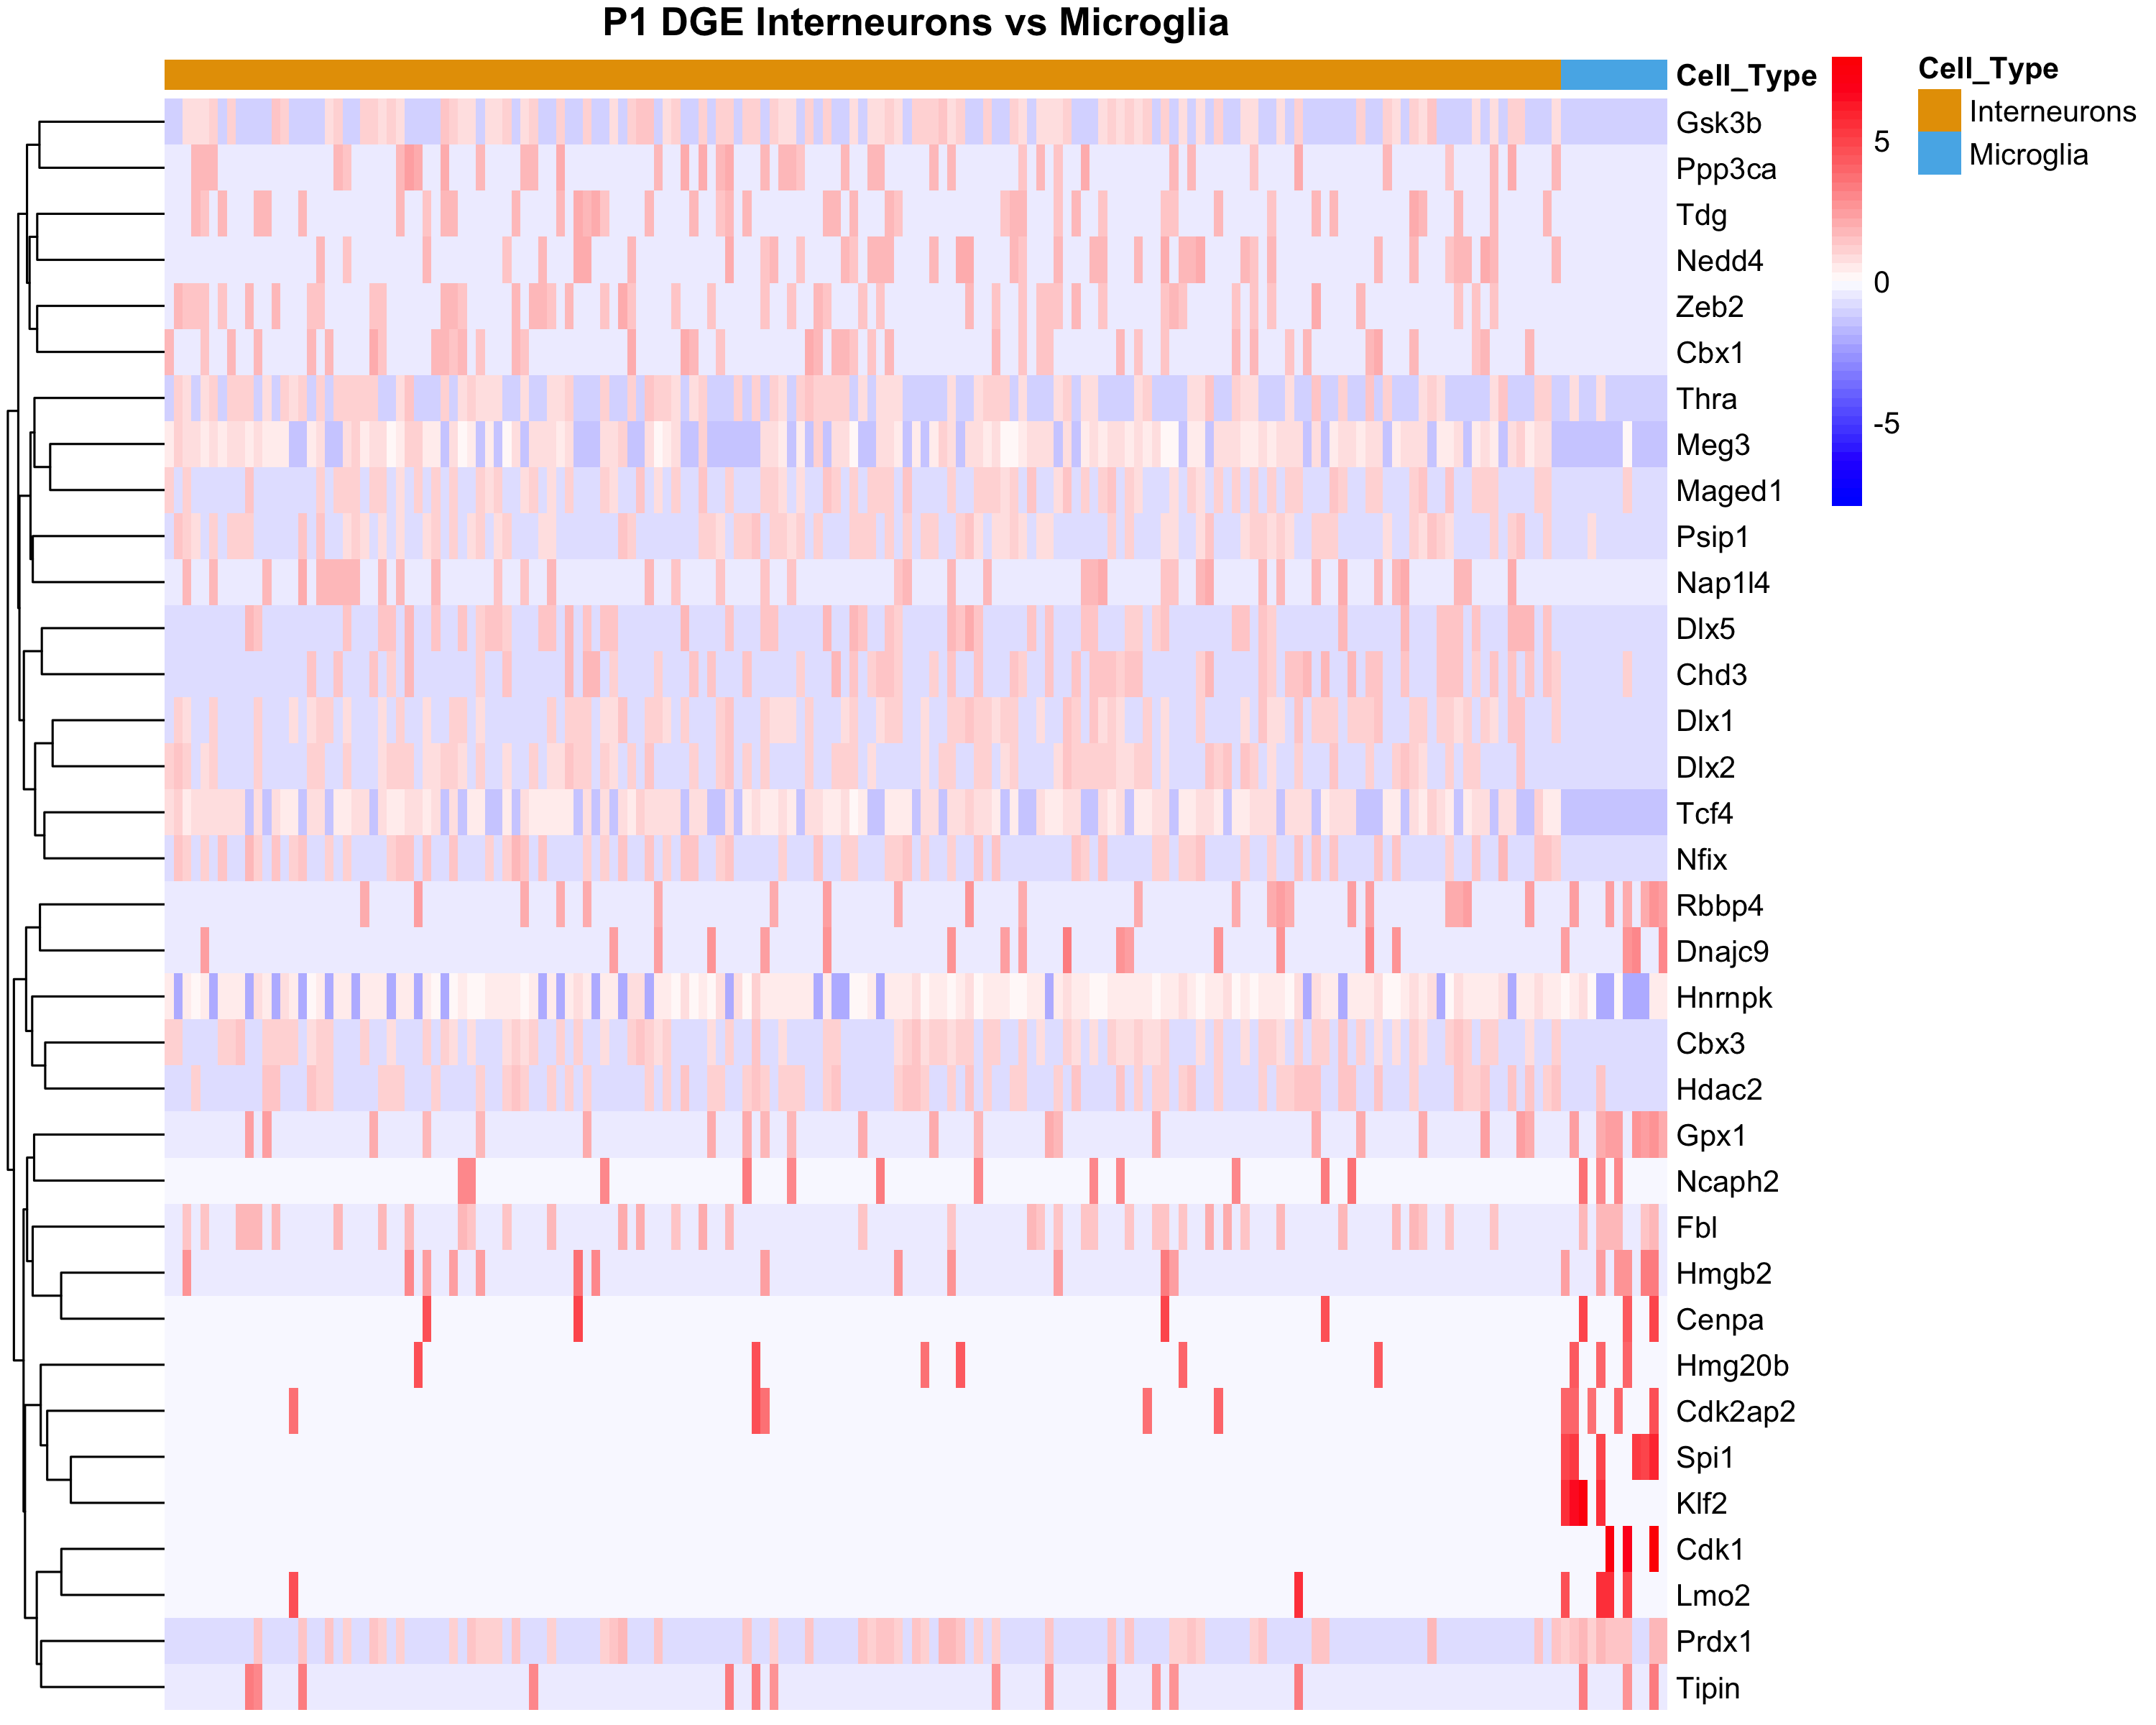 P1 DGE Interneurons vs Microglia
Cell_Type
Cell_Type
Interneurons
Microglia
5
0
-5
Gsk3b
Ppp3ca
Tdg
Nedd4
Zeb2
Cbx1
Thra
Meg3
Maged1
Psip1
Nap1l4
Dlx5
Chd3
Dlx1
Dlx2
Tcf4
Nfix
Rbbp4
Dnajc9
Hnrnpk
Cbx3
Hdac2
Gpx1
Ncaph2
Fbl
Hmgb2
Cenpa
Hmg20b
Cdk2ap2
Spi1
Klf2
Cdk1
Lmo2
Prdx1
Tipin